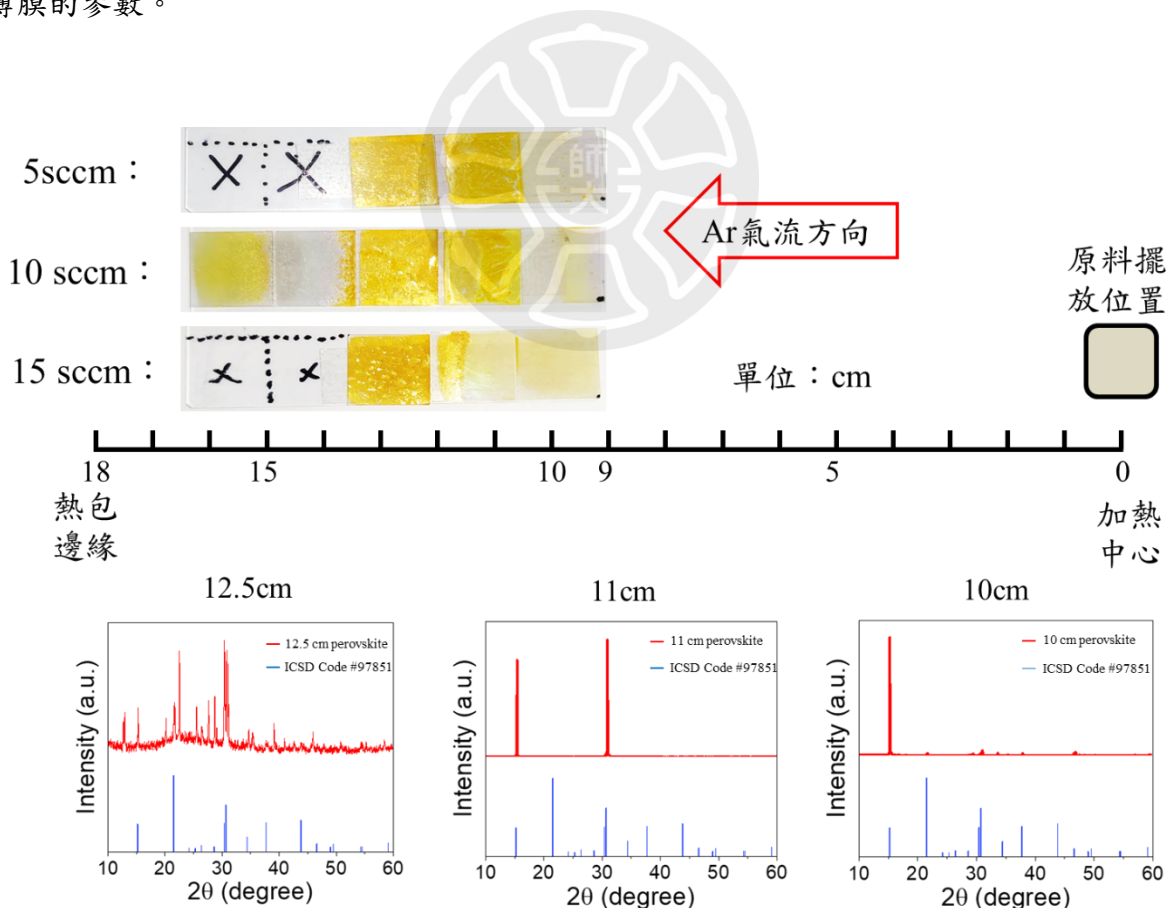 薄膜的參數。
師大
5sccm：
10 sccm：
15 sccm：
Ar氣流方向
原料擺
放位置
單位：cm
18 15 10 9 5 0
熱包
邊緣
加熱
中心
12.5cm
11cm
10cm
12.5 cm perovskite
ICSD Code #97851
Intensity (a.u.)
10 20 30 40 50 60
2θ (degree)
11 cm perovskite
ICSD Code #97851
Intensity (a.u.)
10 20 30 40 50 60
2θ (degree)
10 cm perovskite
ICSD Code #97851
Intensity (a.u.)
10 20 30 40 50 60
2θ (degree)